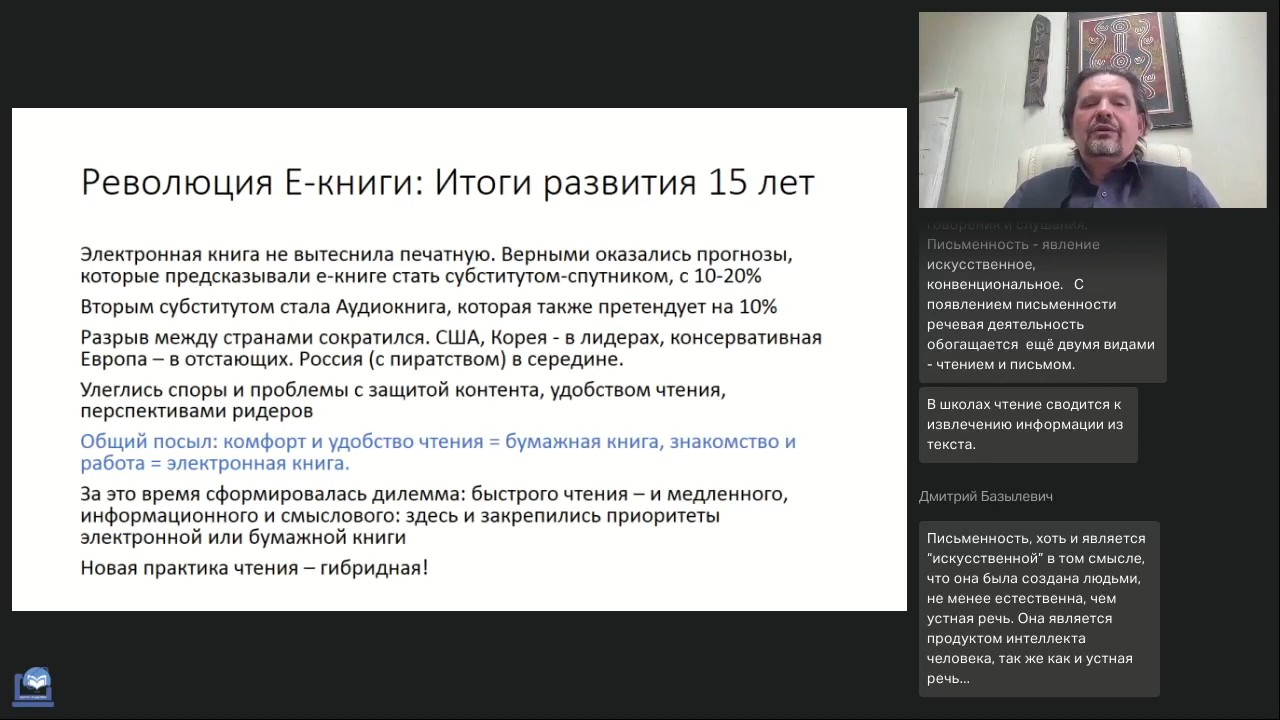 Революция Е-книги: Итоги развития 15 лет
Электронная книга не вытеснила печатную. Верными оказались прогнозы,
которые предсказывали е-книге стать субститутом-спутником, с 10-20%
Вторым субститутом стала Аудиокнига, которая также претендует на 10%
Разрыв между странами сократился. США, Корея - в лидерах, консервативная
Европа – в отстающих. Россия (с пиратством) в середине.
Улеглись споры и проблемы с защитой контента, удобством чтения,
перспективами ридеров
Общий посыл: комфорт и удобство чтения = бумажная книга, знакомство и
работа = электронная книга.
За это время сформировалась дилемма: быстрого чтения – и медленного,
информационного и смыслового: здесь и закрепились приоритеты
электронной или бумажной книги
Новая практика чтения – гибридная!
говорения и слушания.
Письменность - явление
искусственное,
конвенциональное. С
появлением письменности
речевая деятельность
обогащается ещё двумя видами
- чтением и письмом.
В школах чтение сводится к
извлечению информации из
текста.
Дмитрий Базылевич
Письменность, хоть и является
“искусственной” в том смысле,
что она была создана людьми,
не менее естественна, чем
устная речь. Она является
продуктом интеллекта
человека, так же как и устная
речь...